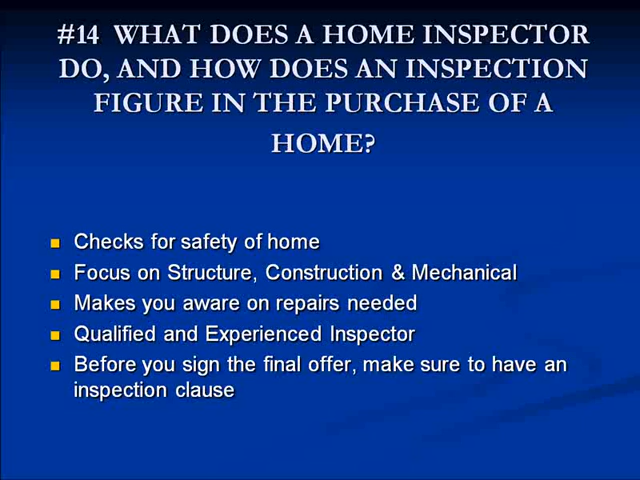 #14 WHAT DOES A HOME INSPECTOR
DO, AND HOW DOES AN INSPECTION
FIGURE IN THE PURCHASE OF A
HOME?
Checks for safety of home
Focus on Structure, Construction & Mechanical
Makes you aware on repairs needed
Qualified and Experienced Inspector
Before you sign the final offer, make sure to have an
inspection clause